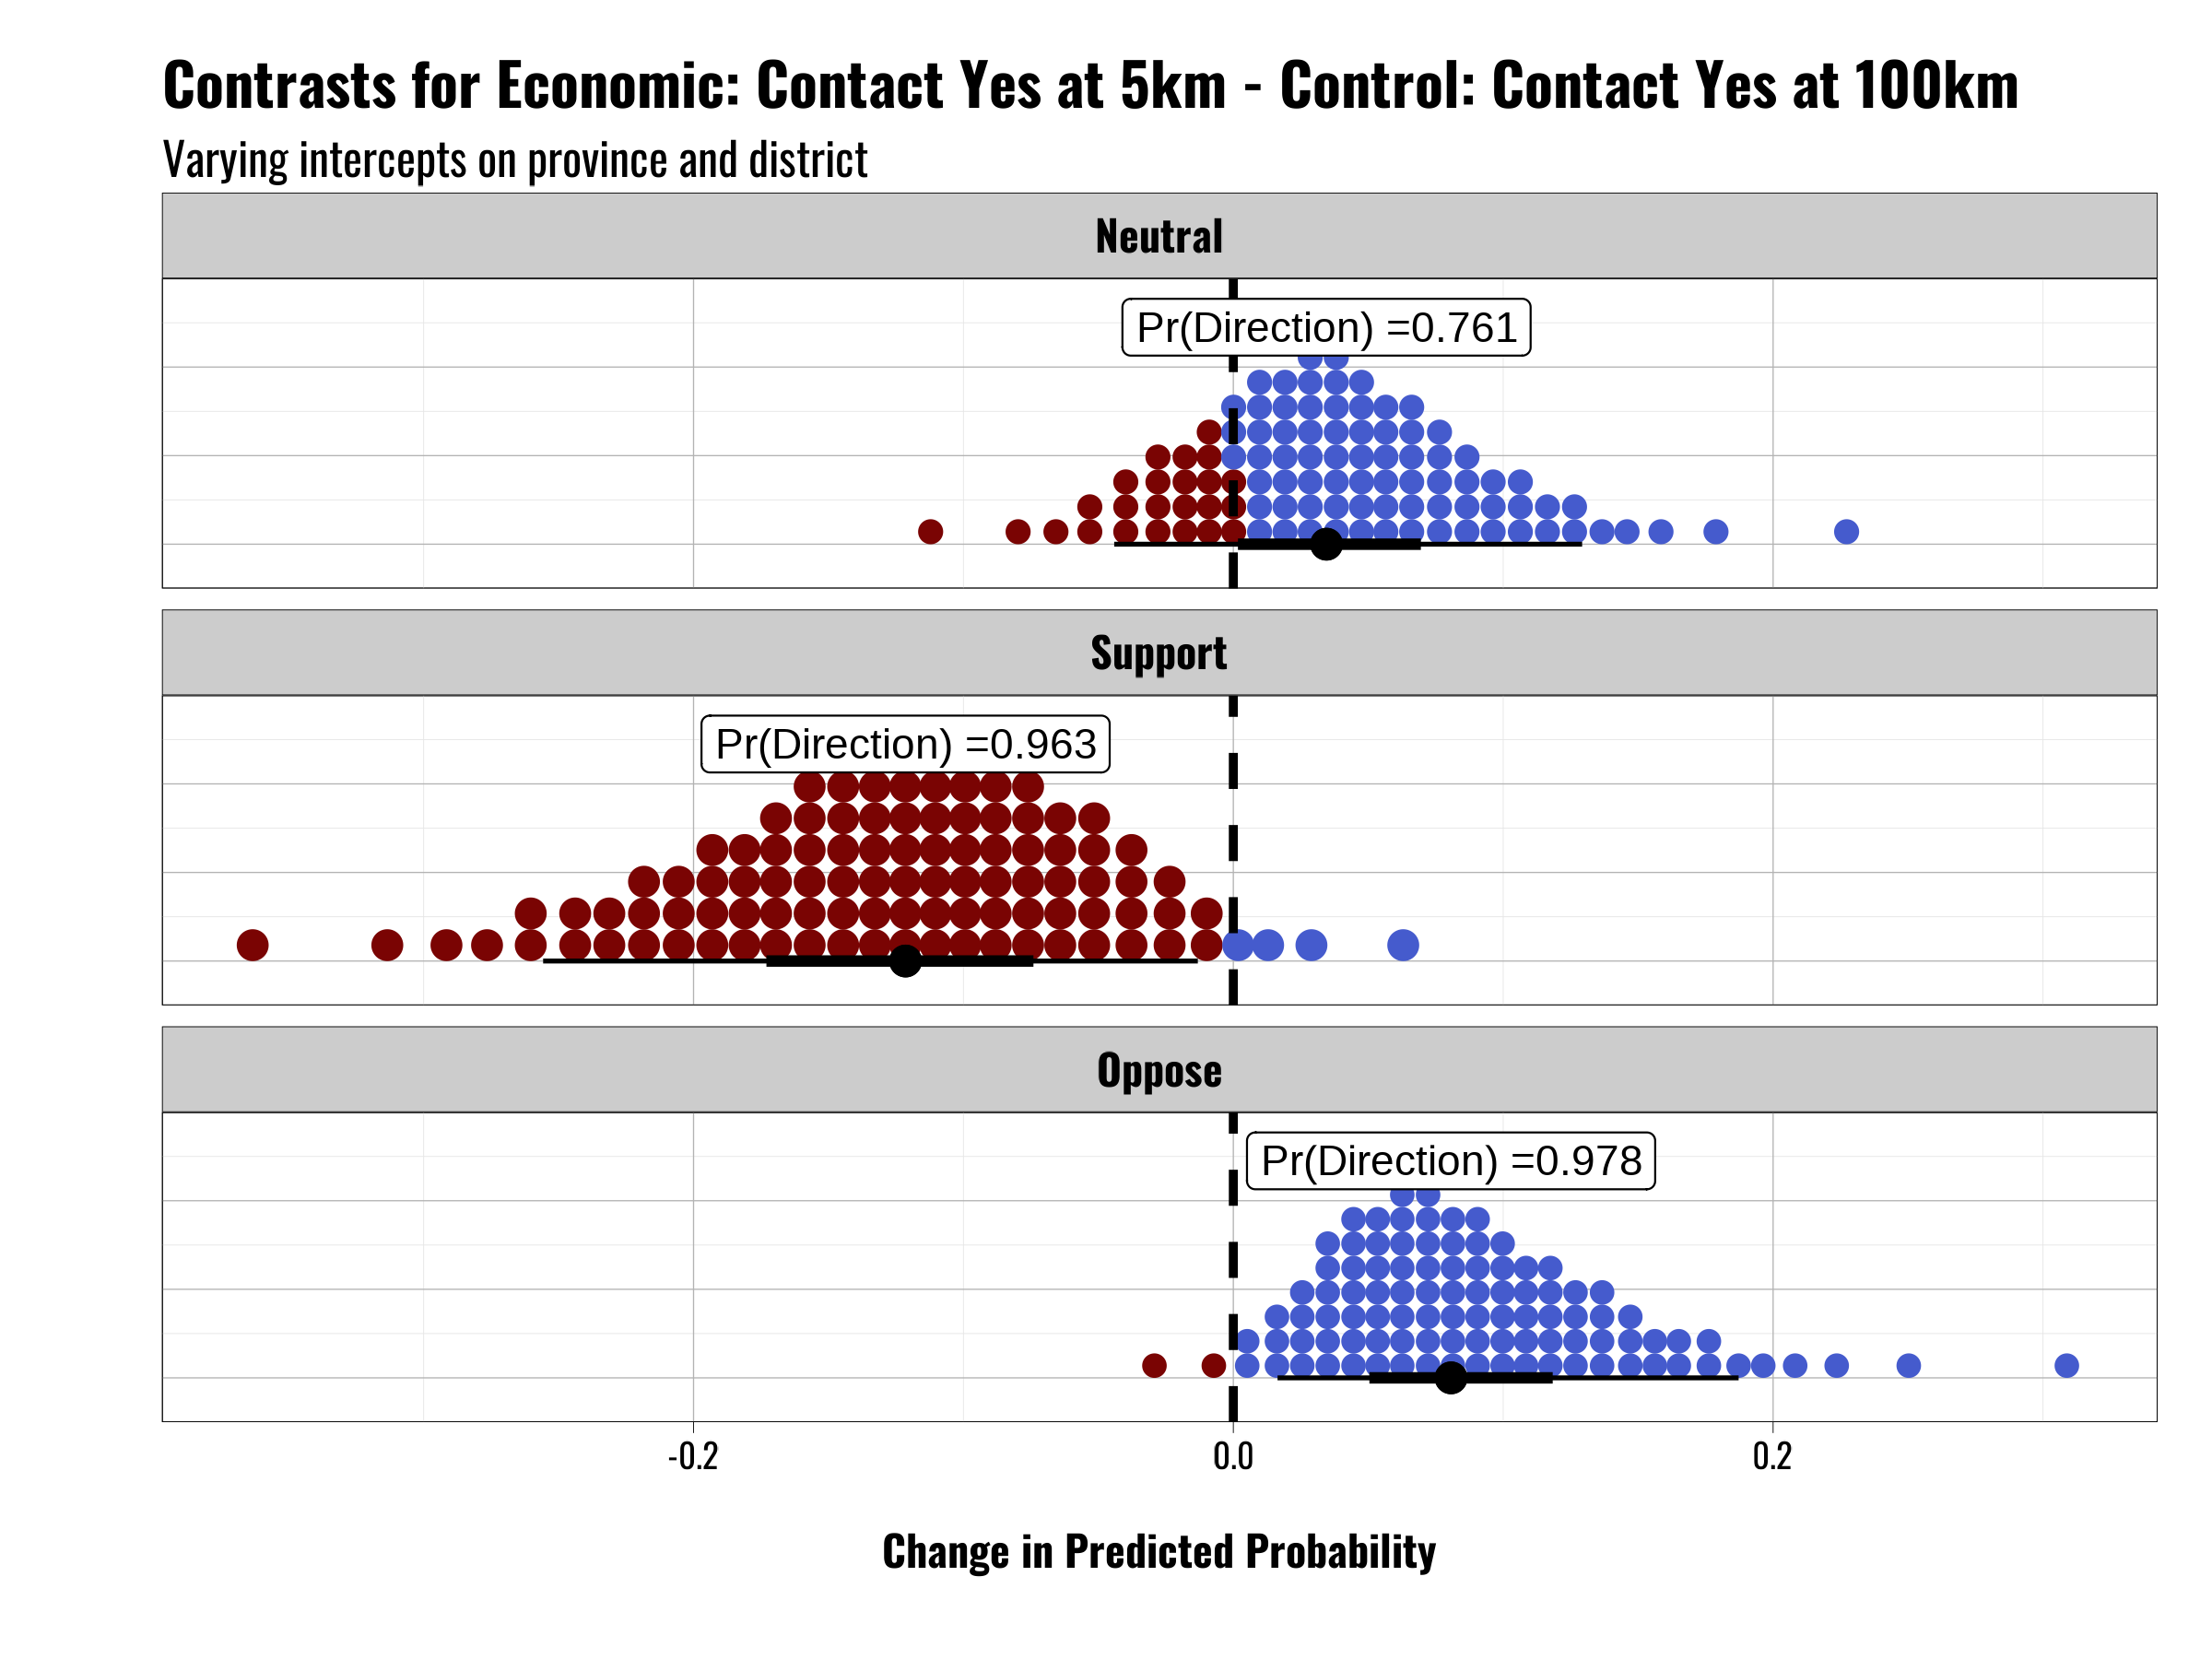 Contrasts for Economic: Contact Yes at 5km - Control: Contact Yes at 100km
Varying intercepts on province and district
Neutral
Pr(Direction) =0.761
Support
Pr(Direction) =0.963
Oppose
Pr(Direction) =0.978
-0.2 0.0 0.2
Change in Predicted Probability